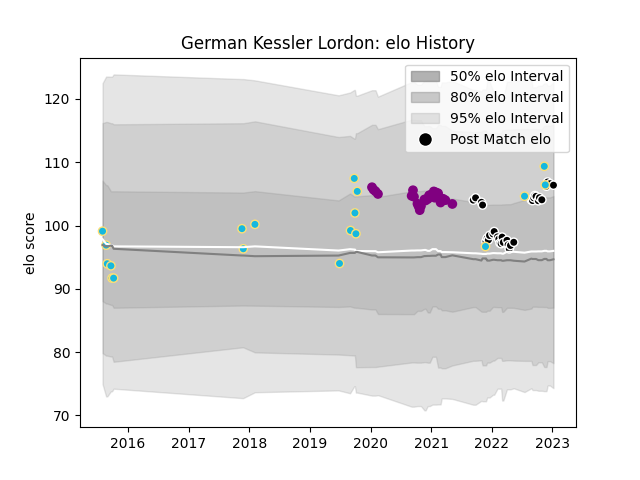 German Kessler Lordon: elo History
50% elo Interval
80% elo Interval
95% elo Interval
Post Match elo
elo score
120
110
100
90
80
70
2016 2017 2018 2019 2020 2021 2022 2023